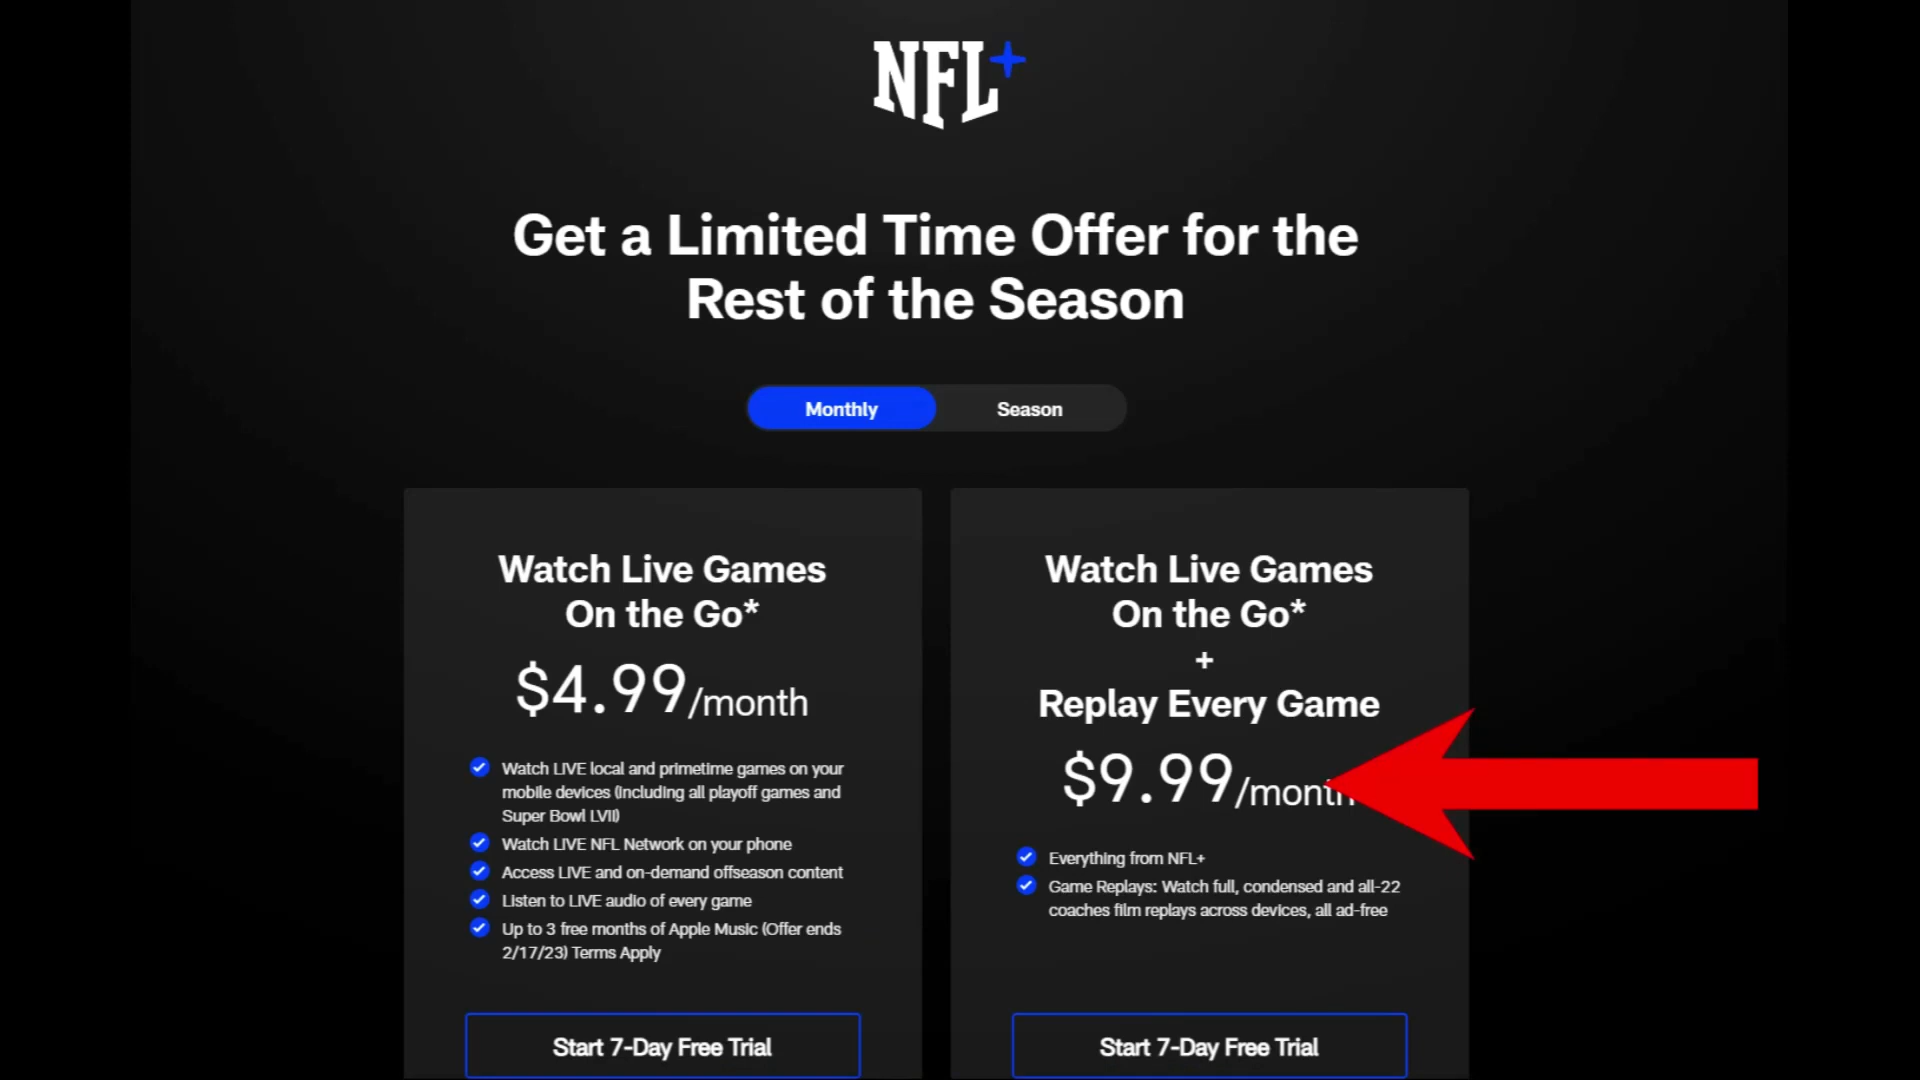 NFL+
Get a Limited Time Offer for the
Rest of the Season
Monthly
Season
Watch Live Games
On the Go*
$4.99/month
Watch LIVE local and primetime games on your
mobile devices (including all playoff games and
Super Bowl LVII)
Watch LIVE NFL Network on your phone
Access LIVE and on-demand offseason content
Listen to LIVE audio of every game
Up to 3 free months of Apple Music (Offer ends
2/17/23) Terms Apply
Start 7-Day Free Trial
Watch Live Games
On the Go*
+
Replay Every Game
$9.99/month
Everything from NFL+
Game Replays: Watch full, condensed and all-22
coaches film replays across devices, all ad-free
Start 7-Day Free Trial